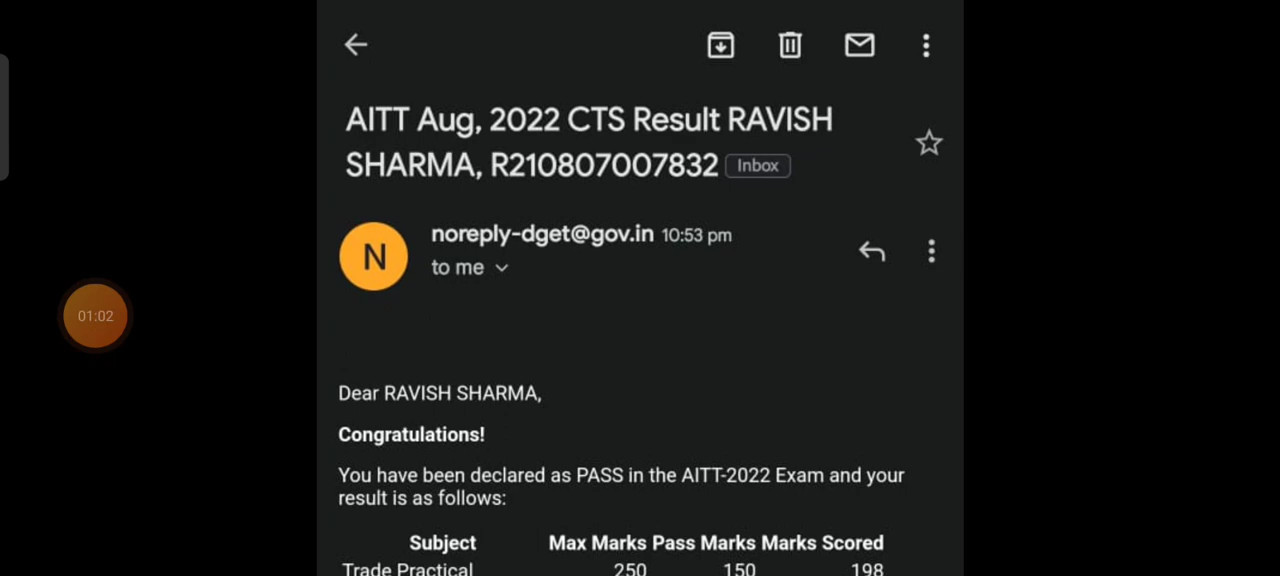 AITT Aug, 2022 CTS Result RAVISH
SHARMA, R210807007832 Inbox
N
noreply-dget@gov.in 10:53 pm
to me
01:02
Dear RAVISH SHARMA,
Congratulations!
You have been declared as PASS in the AITT-2022 Exam and your
result is as follows:
Subject Max Marks Pass Marks Marks Scored
Trade Practical 250 150 198